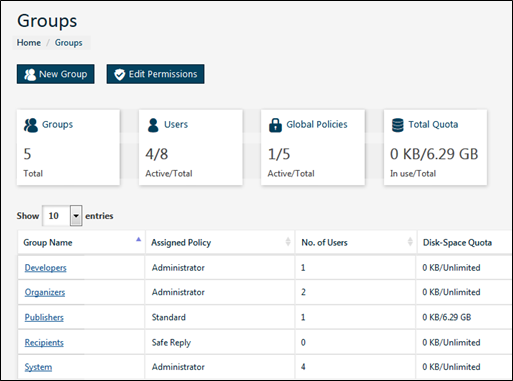 Groups
Home / Groups
New Group Edit Permissions
Groups Users Global Policies Total Quota
5 4/8 1/5 0 KB/6.29 GB
Total Active/Total Active/Total In use/Total
Show 10 entries
Group Name Assigned Policy No. of Users Disk-Space Quota
Developers Administrator 1 0 KB/Unlimited
Organizers Administrator 2 0 KB/Unlimited
Publishers Standard 1 0 KB/6.29 GB
Recipients Safe Reply 0 0 KB/Unlimited
System Administrator 4 0 KB/Unlimited